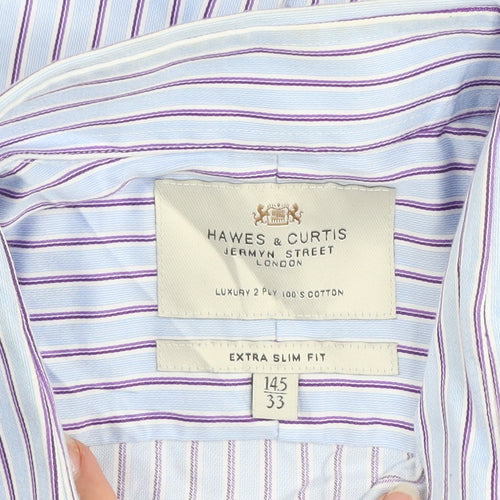 HAWES & CURTIS
JERMYN STREET
LONDON
LUXURY 2 PLY 100'S COTTON
EXTRA SLIM FIT
14.5
33